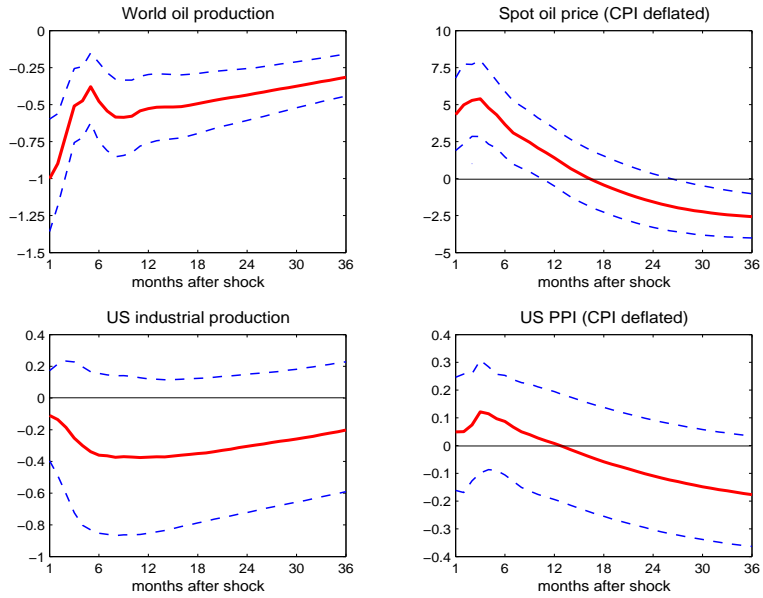 World oil production
0
−0.25
−0.5
−0.75
−1
−1.25
−1.5
1 6 12 18 24 30 36
months after shock
Spot oil price (CPI deflated)
10
7.5
5
2.5
0
−2.5
−5
1 6 12 18 24 30 36
months after shock
US industrial production
0.4
0.2
0
−0.2
−0.4
−0.6
−0.8
−1
1 6 12 18 24 30 36
months after shock
US PPI (CPI deflated)
0.4
0.3
0.2
0.1
0
−0.1
−0.2
−0.3
−0.4
1 6 12 18 24 30 36
months after shock